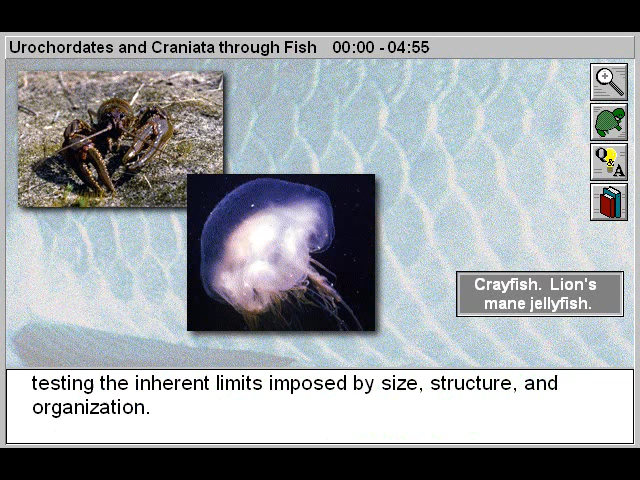 Urochordates and Craniata through Fish 00:00 - 04:55
Q & A
Crayfish. Lion's
mane jellyfish.
testing the inherent limits imposed by size, structure, and
organization.